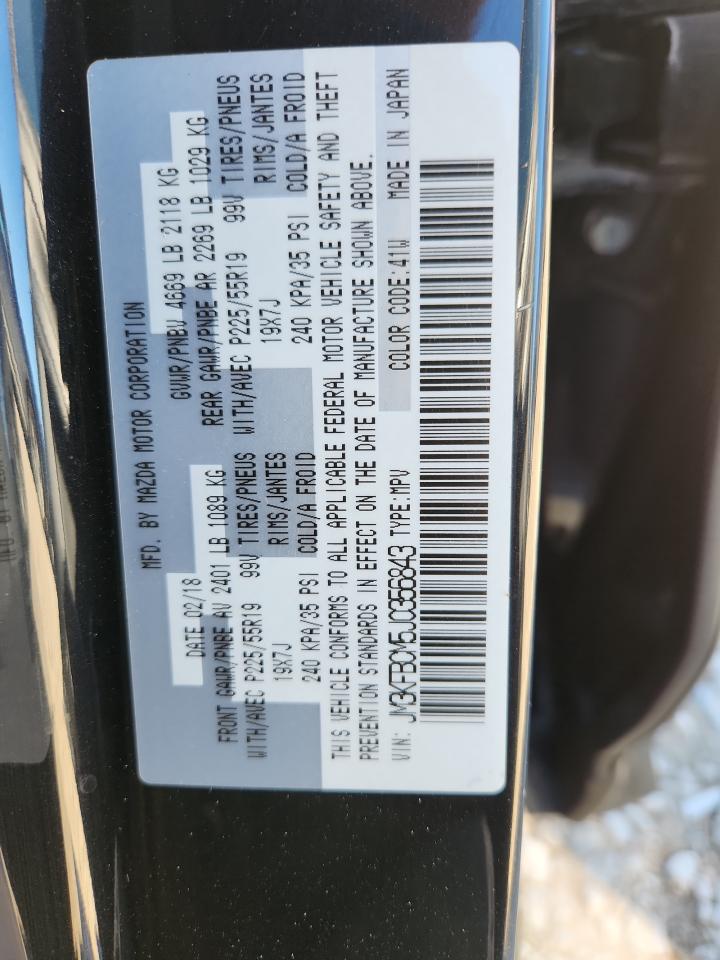 MFD. BY MAZDA MOTOR CORPORATION
DATE 02/18 GVWR/PNBV 4669 LB 2118 KG
FRONT GAWR/PNBE AV 2401 LB 1089 KG REAR GAWR/PNBE AR 2269 LB 1029 KG
WITH/AVEC P225/55R19 99V TIRES/PNEUS WITH/AVEC P225/55R19 99V TIRES/PNEUS
19X7J RIMS/JANTES 19X7J RIMS/JANTES
240 KPA/35 PSI COLD/A FROID 240 KPA/35 PSI COLD/A FROID
THIS VEHICLE CONFORMS TO ALL APPLICABLE FEDERAL MOTOR VEHICLE SAFETY AND THEFT
PREVENTION STANDARDS IN EFFECT ON THE DATE OF MANUFACTURE SHOWN ABOVE.
VIN: JM3KFBCM5J0356843 TYPE:MPV COLOR CODE:41W MADE IN JAPAN